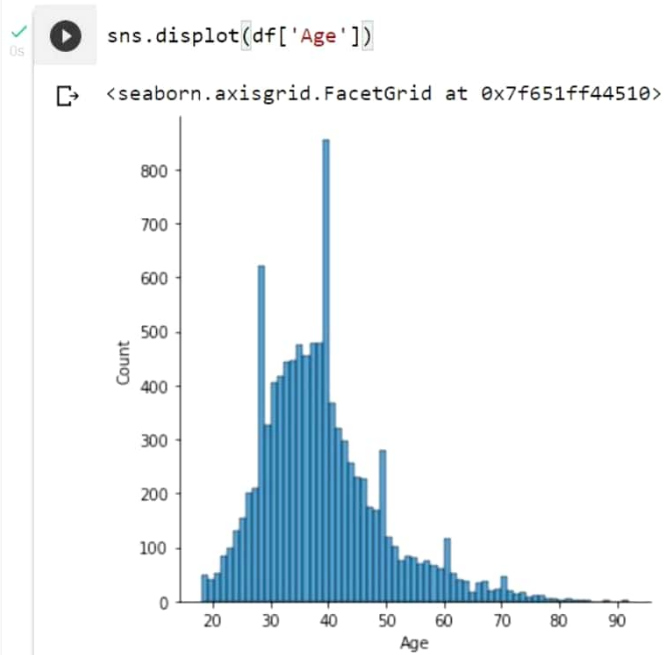 sns.displot(df['Age'])
0s
<seaborn.axisgrid.FacetGrid at 0x7f651ff44510>
800
700
600
500
400
300
200
100
0
Count
20 30 40 50 60 70 80 90
Age